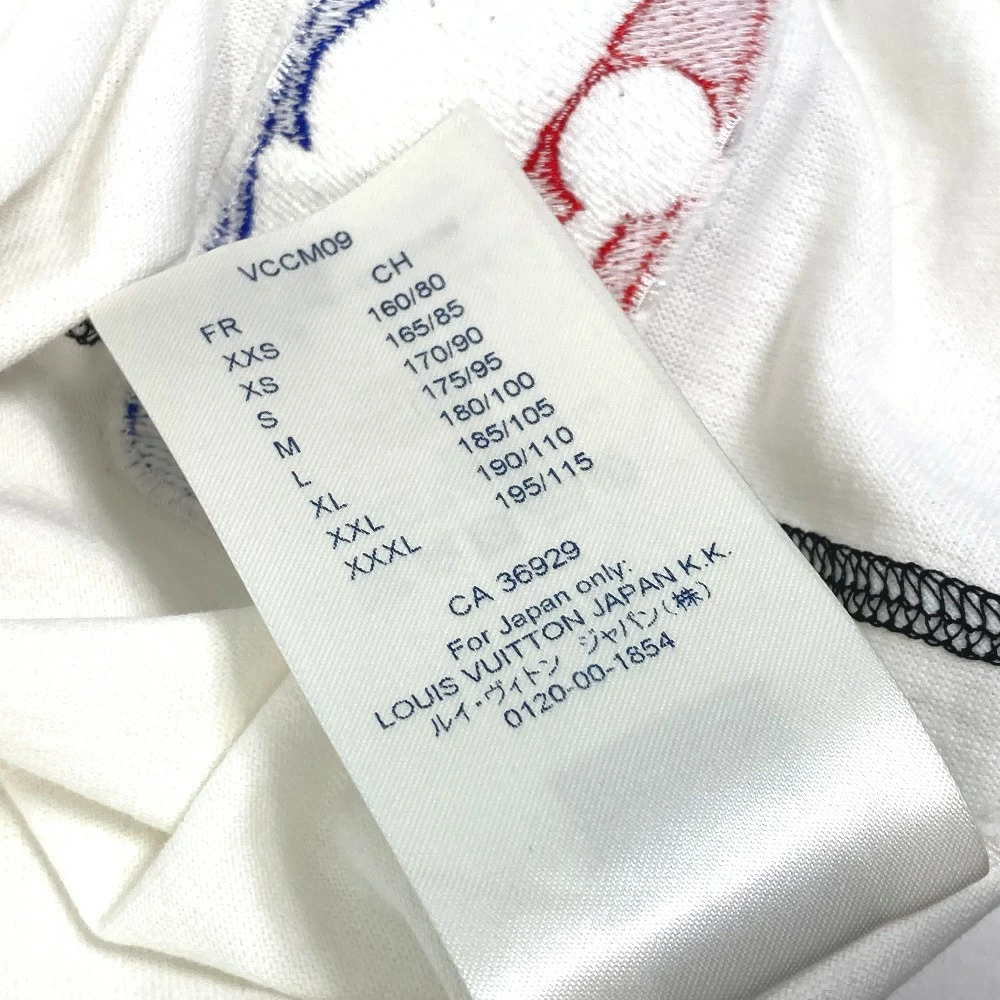 VCCM09
FR CH
XXS 160/80
XS 165/85
S 170/90
M 175/95
L 180/100
XL 185/105
XXL 190/110
XXXL 195/115
CA 36929
For Japan only:
LOUIS VUITTON JAPAN K.K.
ルイ・ヴィトン ジャパン(株)
0120-00-1854